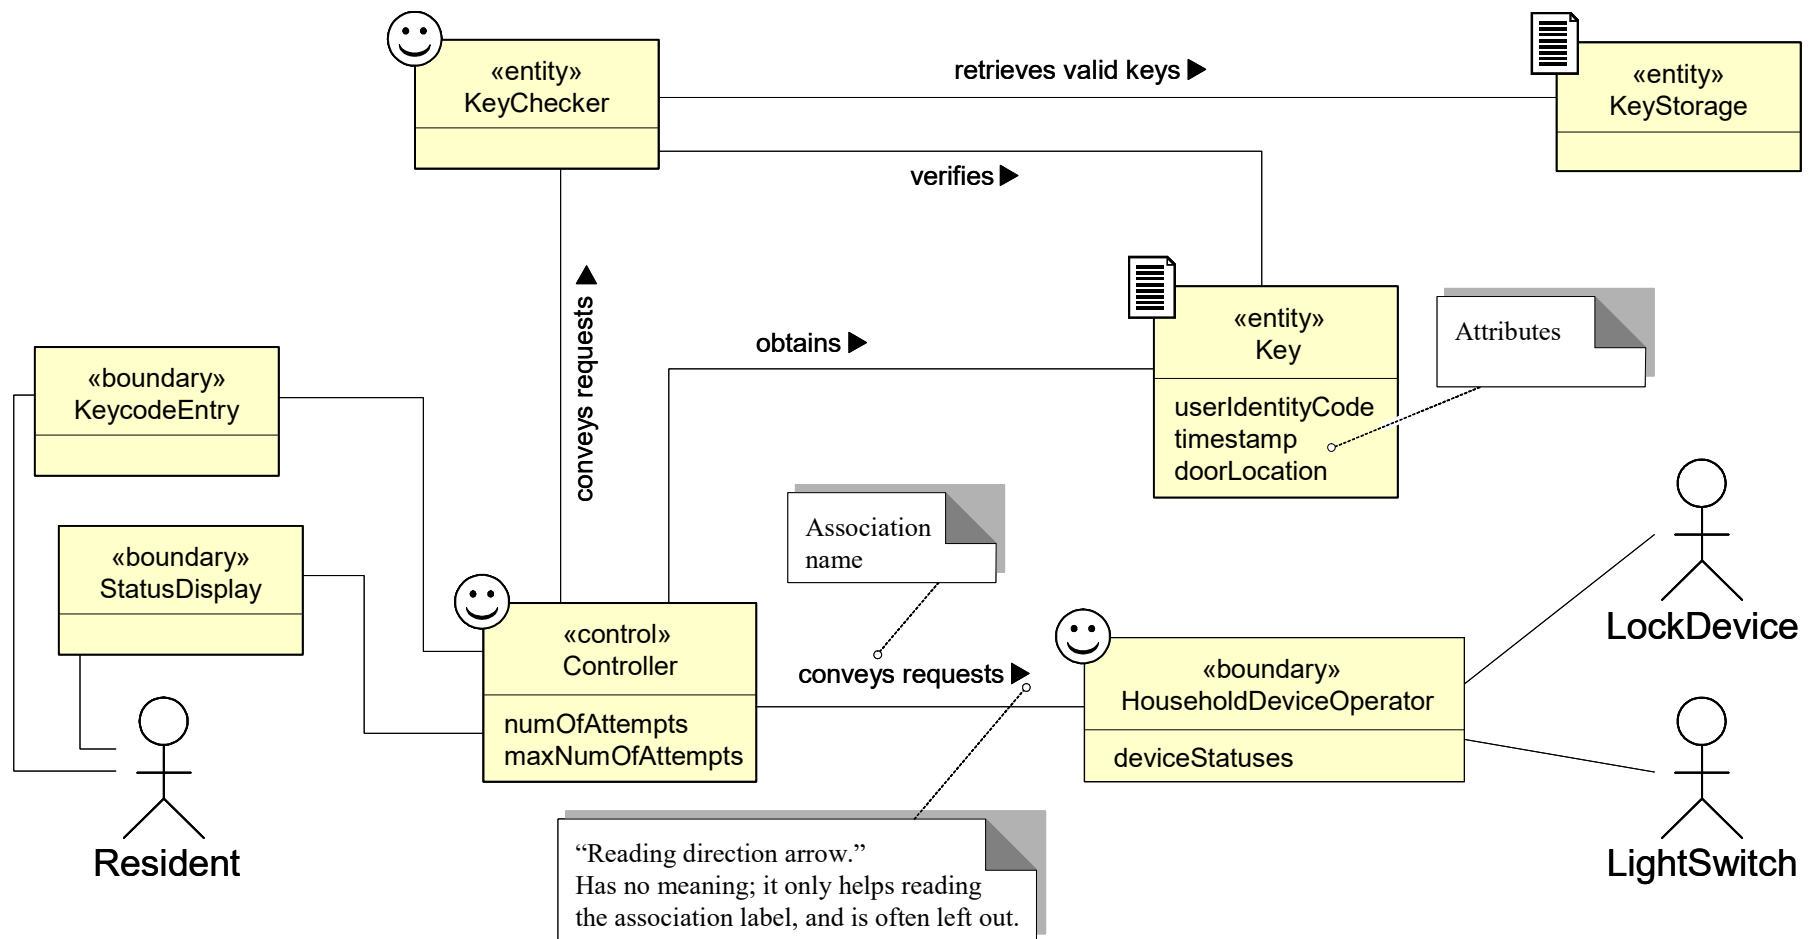 «entity»
KeyChecker
retrieves valid keys
«entity»
KeyStorage
verifies
conveys requests
obtains
«entity»
Key
userIdentityCode
timestamp
doorLocation
Attributes
«boundary»
KeycodeEntry
«boundary»
StatusDisplay
Association
name
«control»
Controller
numOfAttempts
maxNumOfAttempts
conveys requests
«boundary»
HouseholdDeviceOperator
deviceStatuses
LockDevice
LightSwitch
Resident
“Reading direction arrow.”
Has no meaning; it only helps reading
the association label, and is often left out.